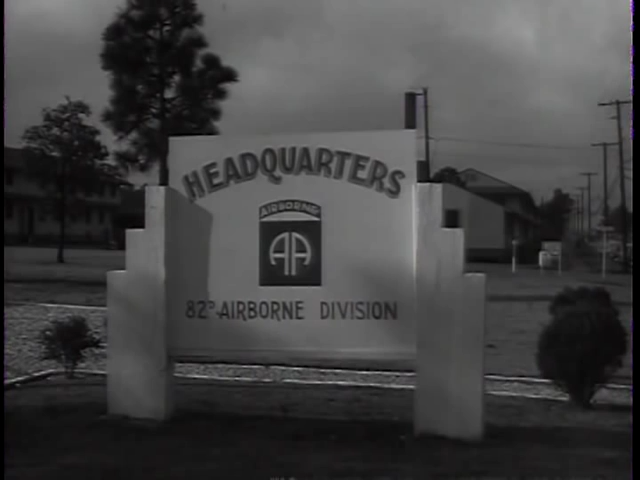 HEADQUARTERS
AIRBORNE
AA
82D AIRBORNE DIVISION